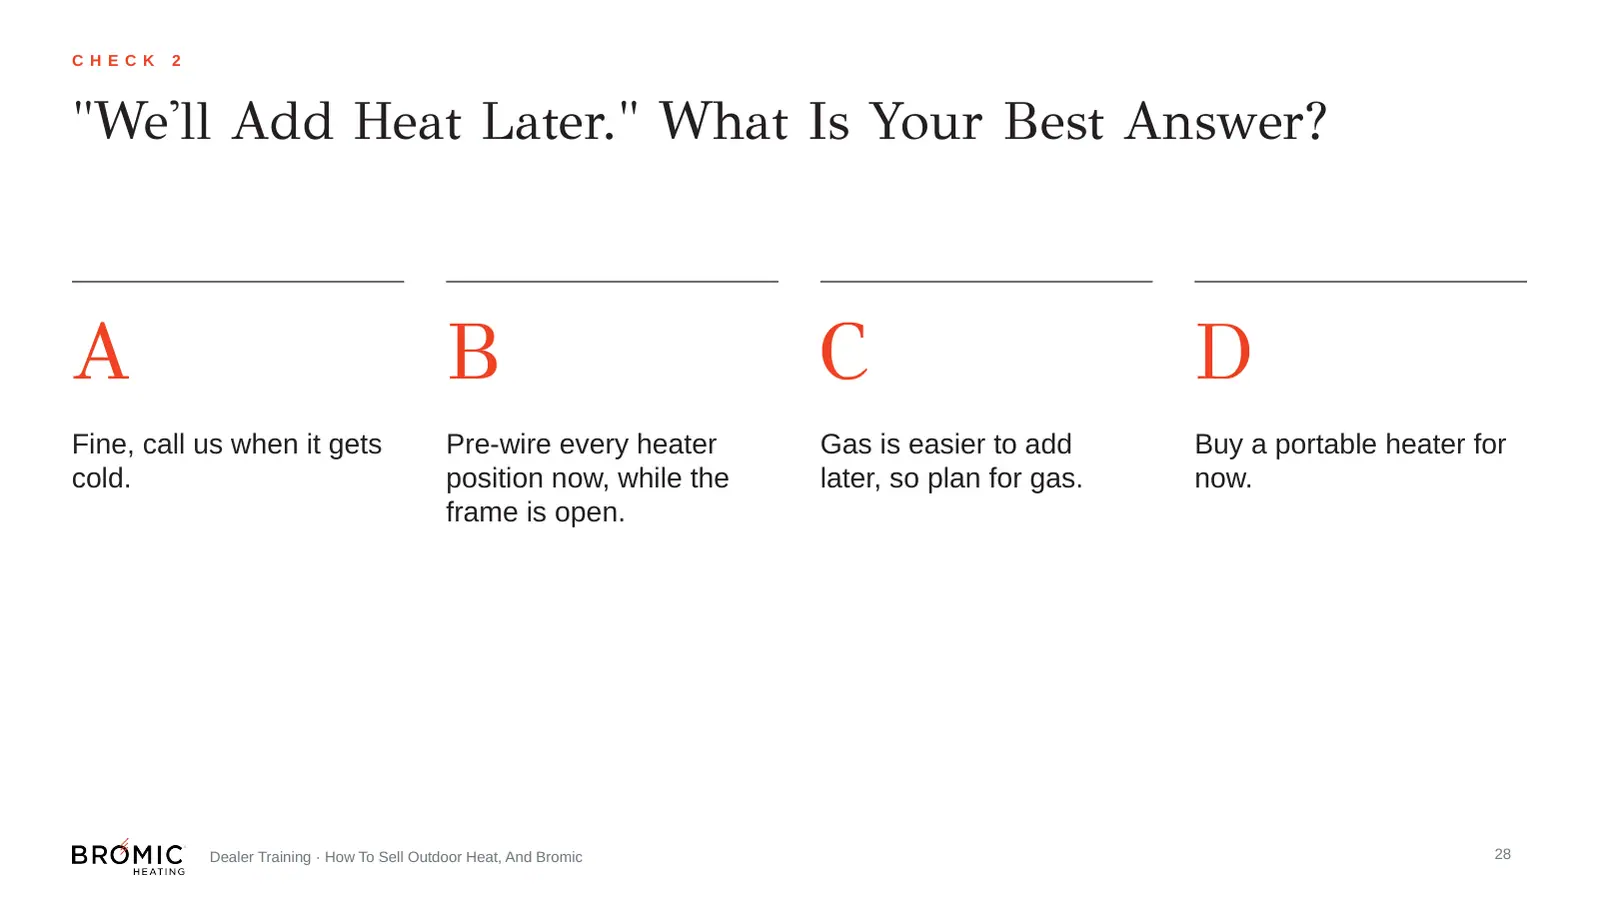 CHECK 2
"We’ll Add Heat Later." What Is Your Best Answer?
A
Fine, call us when it gets
cold.
B
Pre-wire every heater
position now, while the
frame is open.
C
Gas is easier to add
later, so plan for gas.
D
Buy a portable heater for
now.
BROMIC
HEATING
Dealer Training · How To Sell Outdoor Heat, And Bromic
28